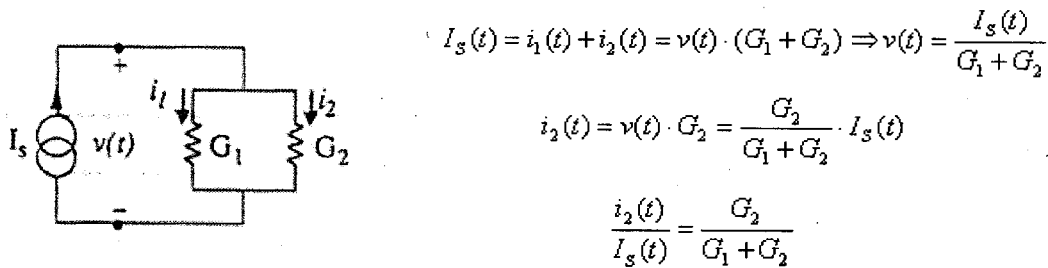 I_S(t) = i_1(t) + i_2(t) = v(t) · (G_1 + G_2) ⇒ v(t) = I_S(t) / (G_1 + G_2)
i_2(t) = v(t) · G_2 = G_2 / (G_1 + G_2) · I_S(t)
i_2(t) / I_S(t) = G_2 / (G_1 + G_2)
+
i_1
i_2
I_s
v(t)
G_1
G_2
−